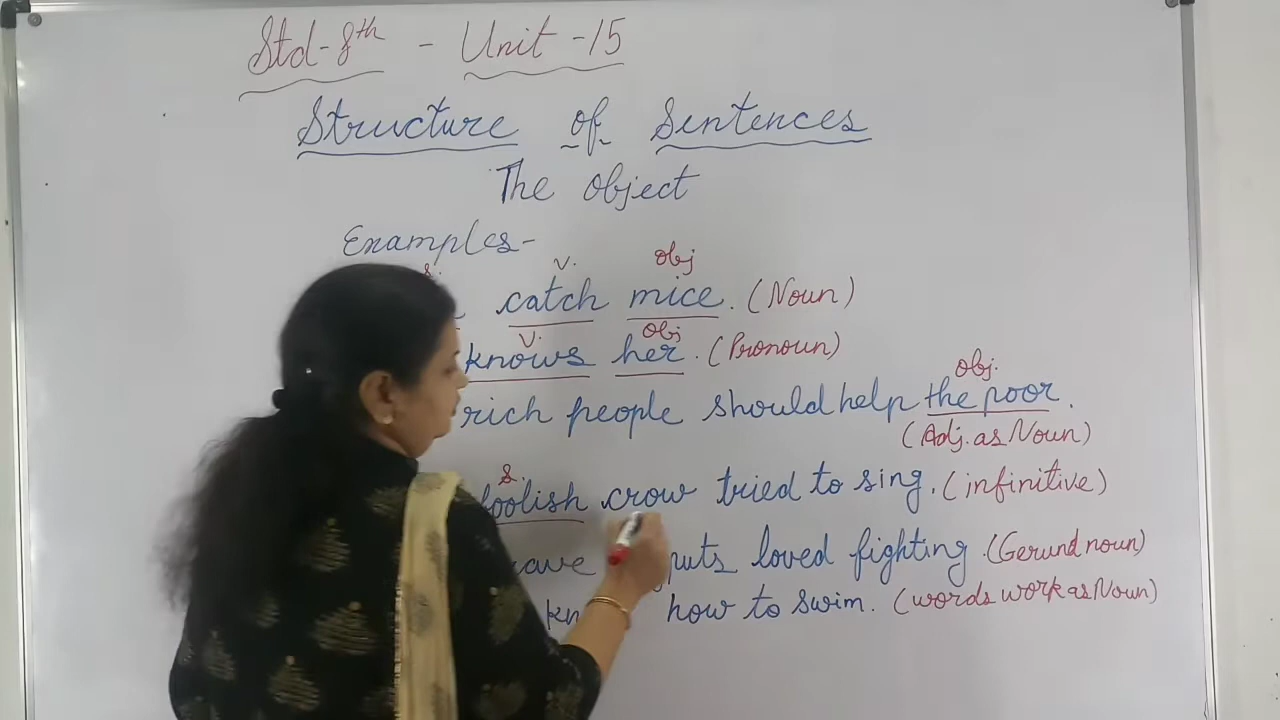 Std-8th - Unit-15
Structure of Sentences
The Object
Examples-
s. v. obj
catch mice. (Noun)
v. obj
knows her. (Pronoun)
obj.
rich people should help the poor.
(Adj. as Noun)
s.
foolish crow tried to sing. (infinitive)
loved fighting. (Gerund noun)
how to swim. (words work as Noun)